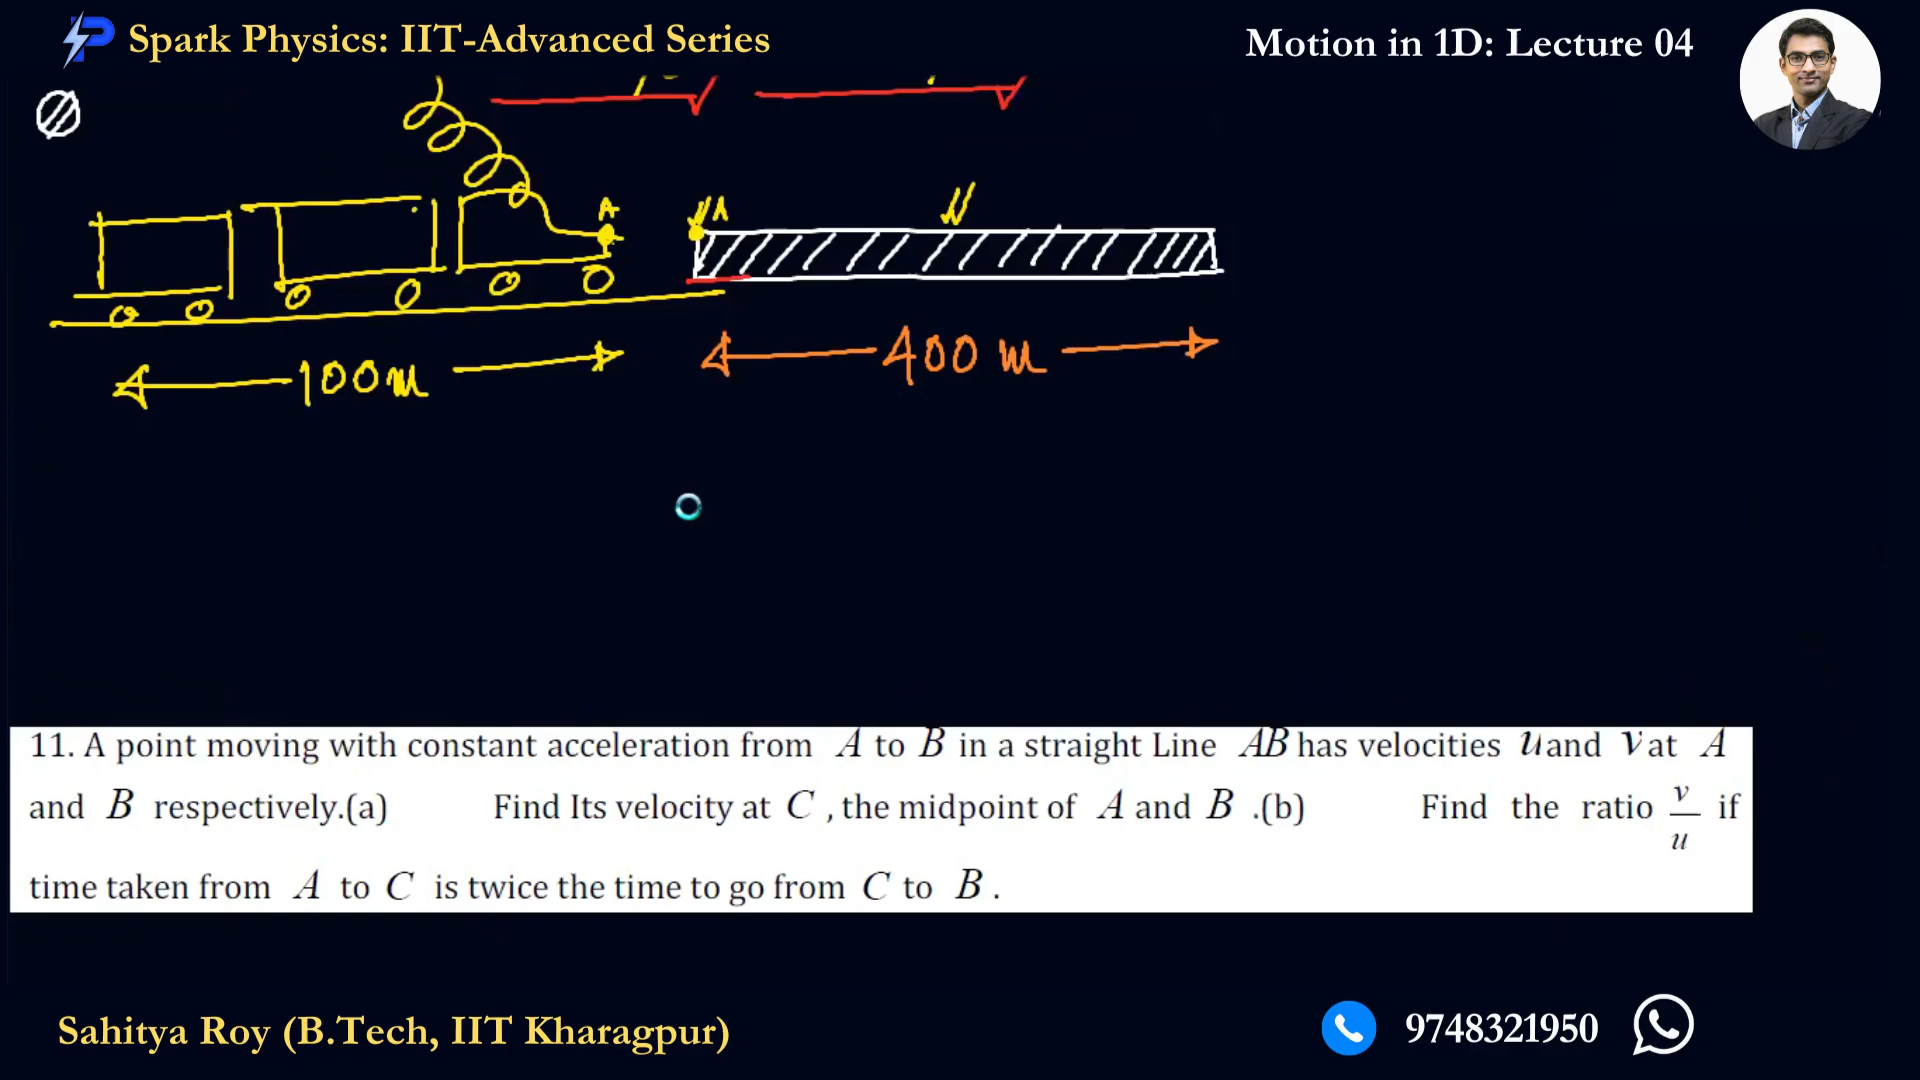 Spark Physics: IIT-Advanced Series
Motion in 1D: Lecture 04
A
A
100m
400 m
11. A point moving with constant acceleration from A to B in a straight Line AB has velocities u and v at A
and B respectively.(a) Find Its velocity at C , the midpoint of A and B .(b) Find the ratio v/u if
time taken from A to C is twice the time to go from C to B .
Sahitya Roy (B.Tech, IIT Kharagpur)
9748321950